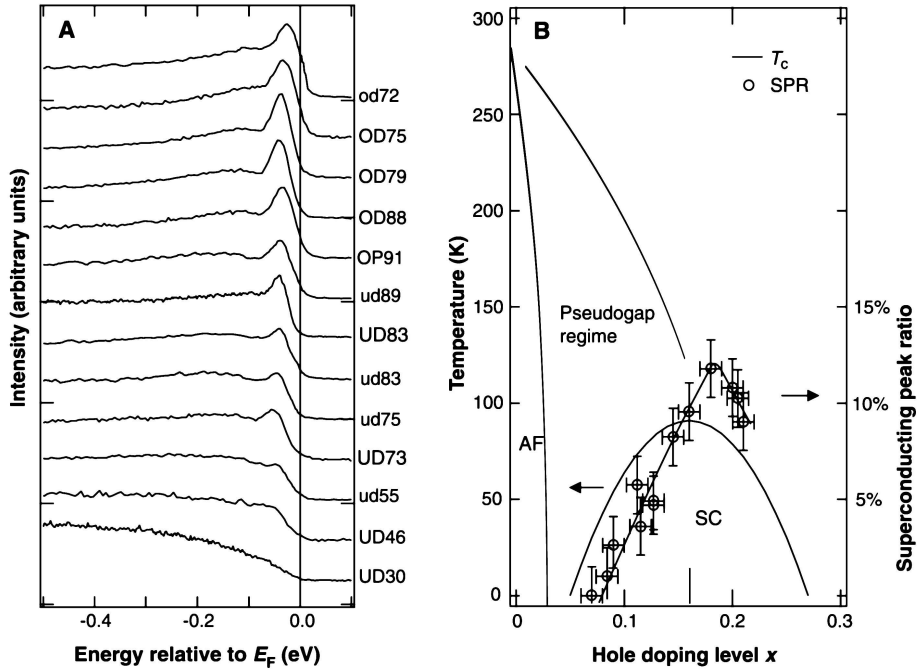 A
od72
OD75
OD79
OD88
OP91
ud89
UD83
ud83
ud75
UD73
ud55
UD46
UD30
Intensity (arbitrary units)
-0.4
-0.2
0.0
Energy relative to EF (eV)
B
300
250
200
150
100
50
0
Temperature (K)
Tc
SPR
Pseudogap
regime
AF
SC
15%
10%
5%
Superconducting peak ratio
0
0.1
0.2
0.3
Hole doping level x